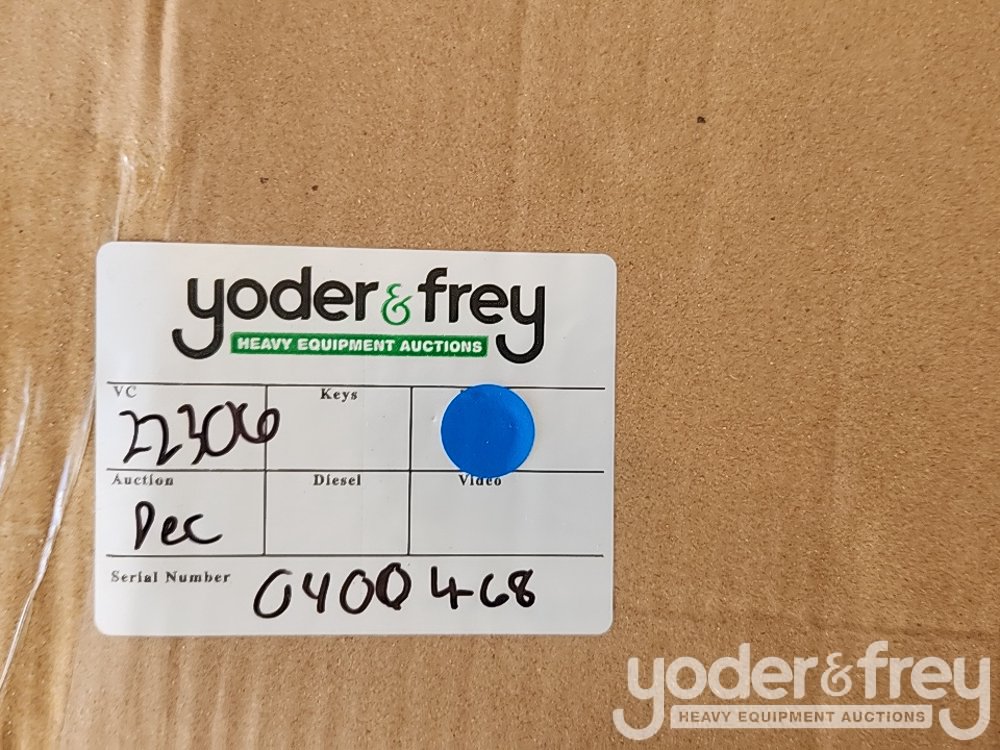 yoder & frey
HEAVY EQUIPMENT AUCTIONS
VC Keys
22306
Auction Diesel Video
Dec
Serial Number 0400468
yoder & frey
HEAVY EQUIPMENT AUCTIONS